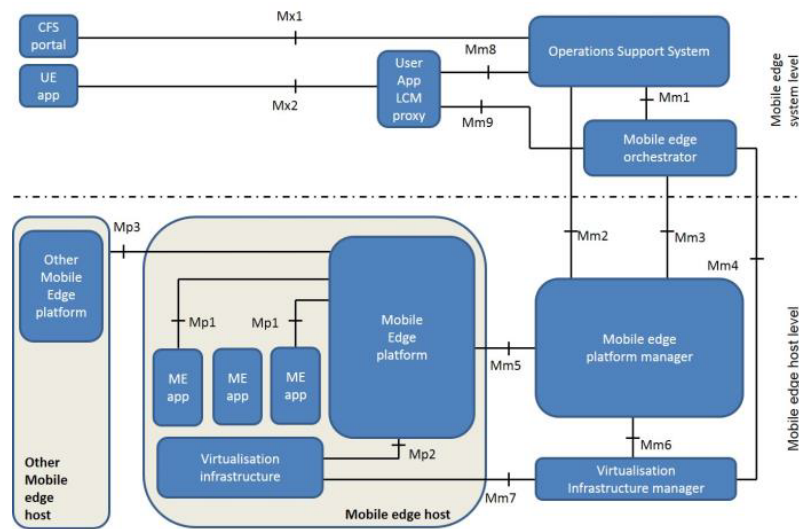 CFS
portal
Mx1
UE
app
Mx2
User
App
LCM
proxy
Mm8
Mm9
Operations Support System
Mm1
Mobile edge
orchestrator
Mobile edge
system level
Mp3
Other
Mobile
Edge
platform
Other
Mobile
edge
host
Mp1
Mp1
ME
app
ME
app
ME
app
Mobile
Edge
platform
Mp2
Virtualisation
infrastructure
Mobile edge host
Mm2
Mm3
Mm4
Mm5
Mobile edge
platform manager
Mm6
Mm7
Virtualisation
Infrastructure manager
Mobile edge host level